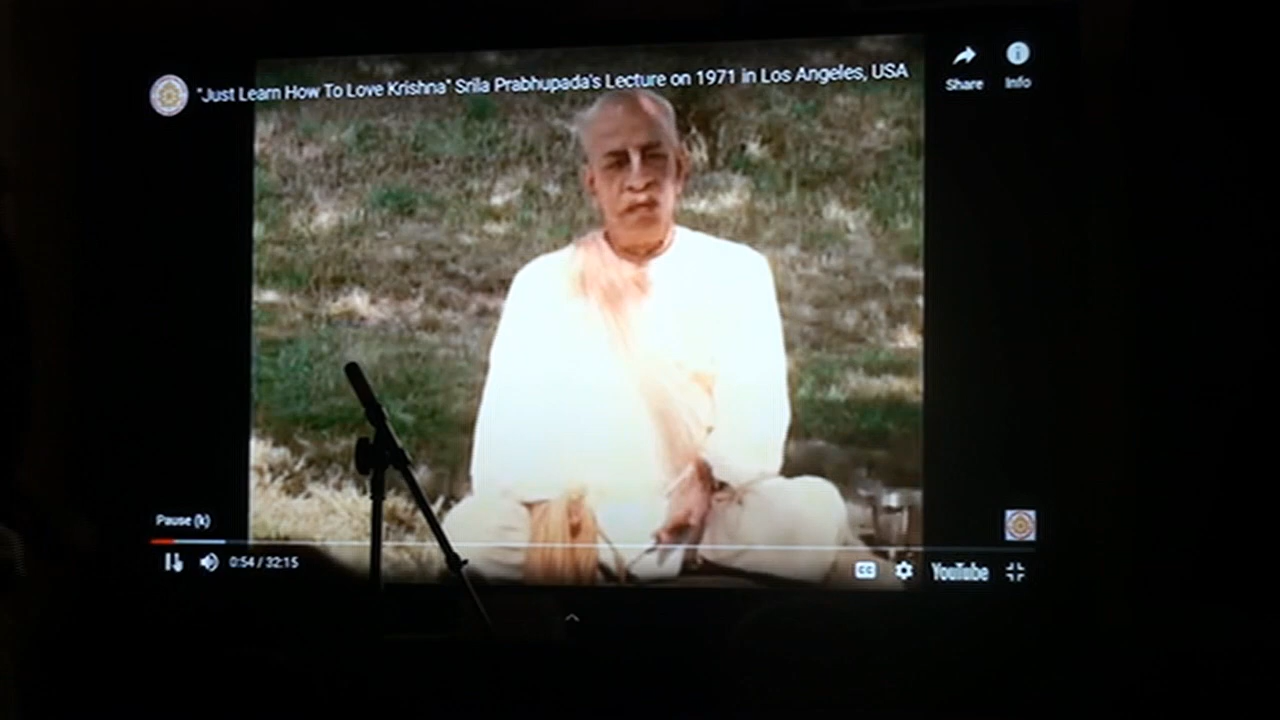 "Just Learn How To Love Krishna" Srila Prabhupada's Lecture on 1971 in Los Angeles, USA
Share
Info
Pause (k)
0:54 / 32:15
CC
YouTube